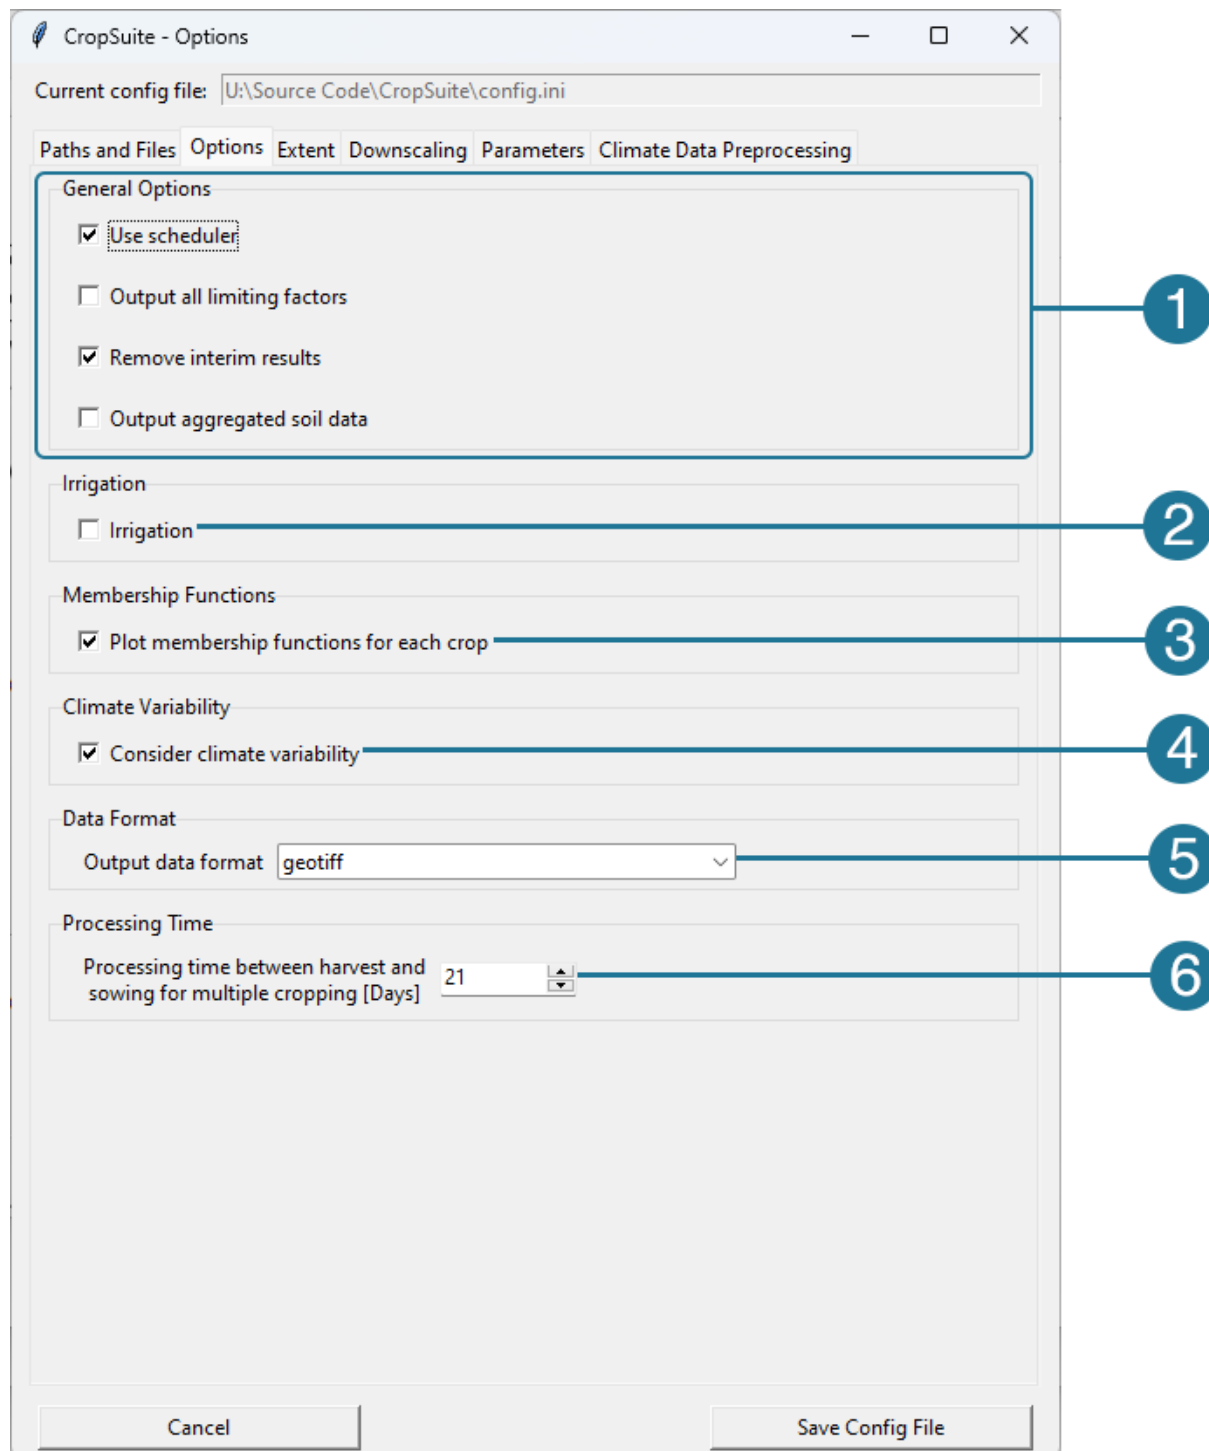 CropSuite - Options
Current config file: U:\Source Code\CropSuite\config.ini
Paths and Files Options Extent Downscaling Parameters Climate Data Preprocessing
General Options
Use scheduler
Output all limiting factors
1
Remove interim results
Output aggregated soil data
Irrigation
Irrigation
2
Membership Functions
Plot membership functions for each crop
3
Climate Variability
Consider climate variability
4
Data Format
Output data format geotiff
5
Processing Time
Processing time between harvest and
sowing for multiple cropping [Days]
21
6
Cancel
Save Config File